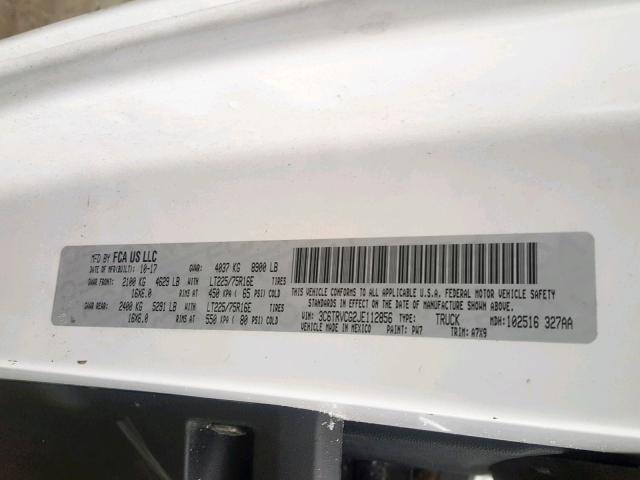 MFD BY FCA US LLC
DATE OF MFR(BUILT): 10-17 GVWR: 4037 KG 8900 LB
GAWR FRONT: 2100 KG 4629 LB WITH LT225/75R16E TIRES
16X6.0 RIMS AT 450 KPA ( 65 PSI) COLD
GAWR REAR: 2400 KG 5291 LB WITH LT225/75R16E TIRES
16X6.0 RIMS AT 550 KPA ( 80 PSI) COLD
THIS VEHICLE CONFORMS TO ALL APPLICABLE U.S.A. FEDERAL MOTOR VEHICLE SAFETY
STANDARDS IN EFFECT ON THE DATE OF MANUFACTURE SHOWN ABOVE.
VIN: 3C6TRVCG2JE112856 TYPE: TRUCK MDH: 102516 327AA
MADE IN MEXICO PAINT: PW7 TRIM: A7X9